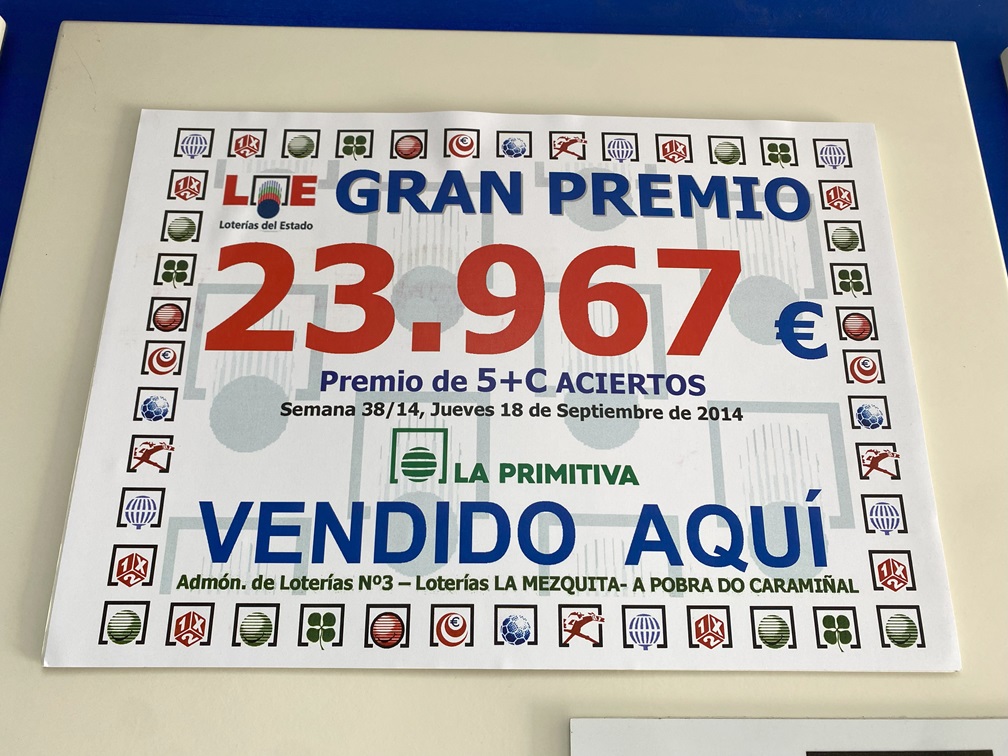 LAE GRAN PREMIO
Loterías del Estado
23.967 €
Premio de 5+C ACIERTOS
Semana 38/14, Jueves 18 de Septiembre de 2014
LA PRIMITIVA
VENDIDO AQUÍ
Admón. de Loterías Nº3 – Loterías LA MEZQUITA- A POBRA DO CARAMIÑAL